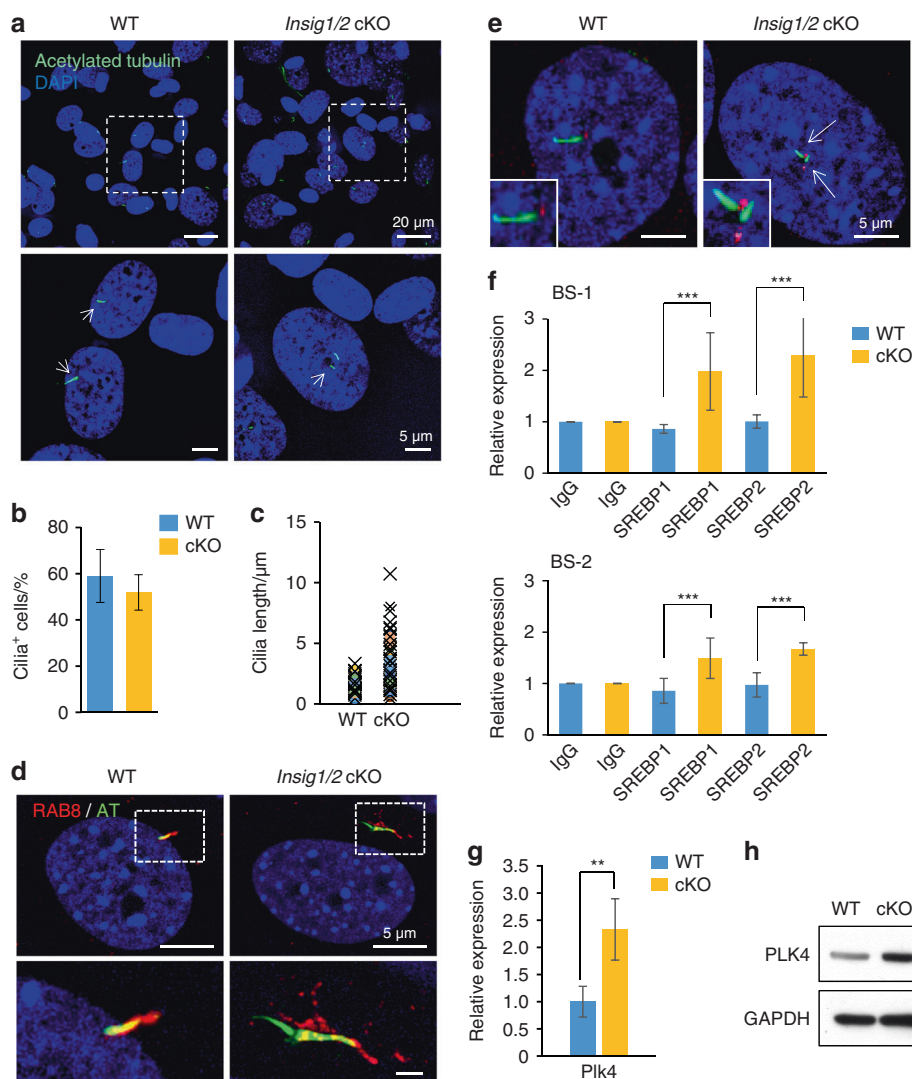 a
WT
Insig1/2 cKO
Acetylated tubulin
DAPI
20 µm
5 µm
b
Cilia+ cells/%
80
60
40
20
0
WT
cKO
c
Cilia length/µm
15
10
5
0
WT cKO
d
WT
Insig1/2 cKO
RAB8 / AT
5 µm
e
WT
Insig1/2 cKO
5 µm
f
BS-1
Relative expression
3
2
1
0
***
***
WT
cKO
IgG
IgG
SREBP1
SREBP1
SREBP2
SREBP2
BS-2
Relative expression
3
2
1
0
***
***
IgG
IgG
SREBP1
SREBP1
SREBP2
SREBP2
g
Relative expression
3.5
3.0
2.5
2.0
1.5
1.0
0.5
0
**
WT
cKO
Plk4
h
WT cKO
PLK4
GAPDH